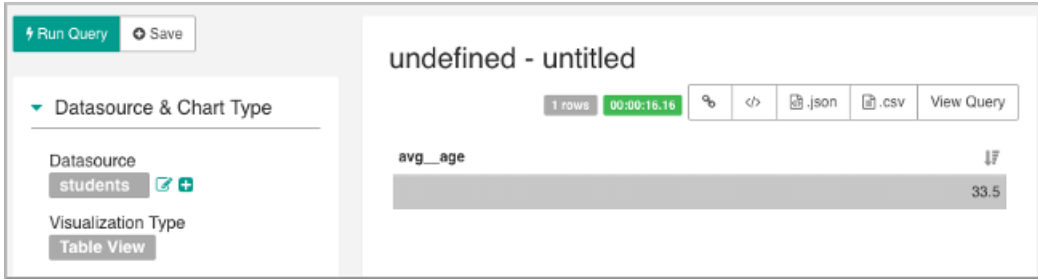 Run Query
Save
Datasource & Chart Type
Datasource
students
Visualization Type
Table View
undefined - untitled
1 rows 00:00:16.16 </> .json .csv View Query
avg__age
33.5